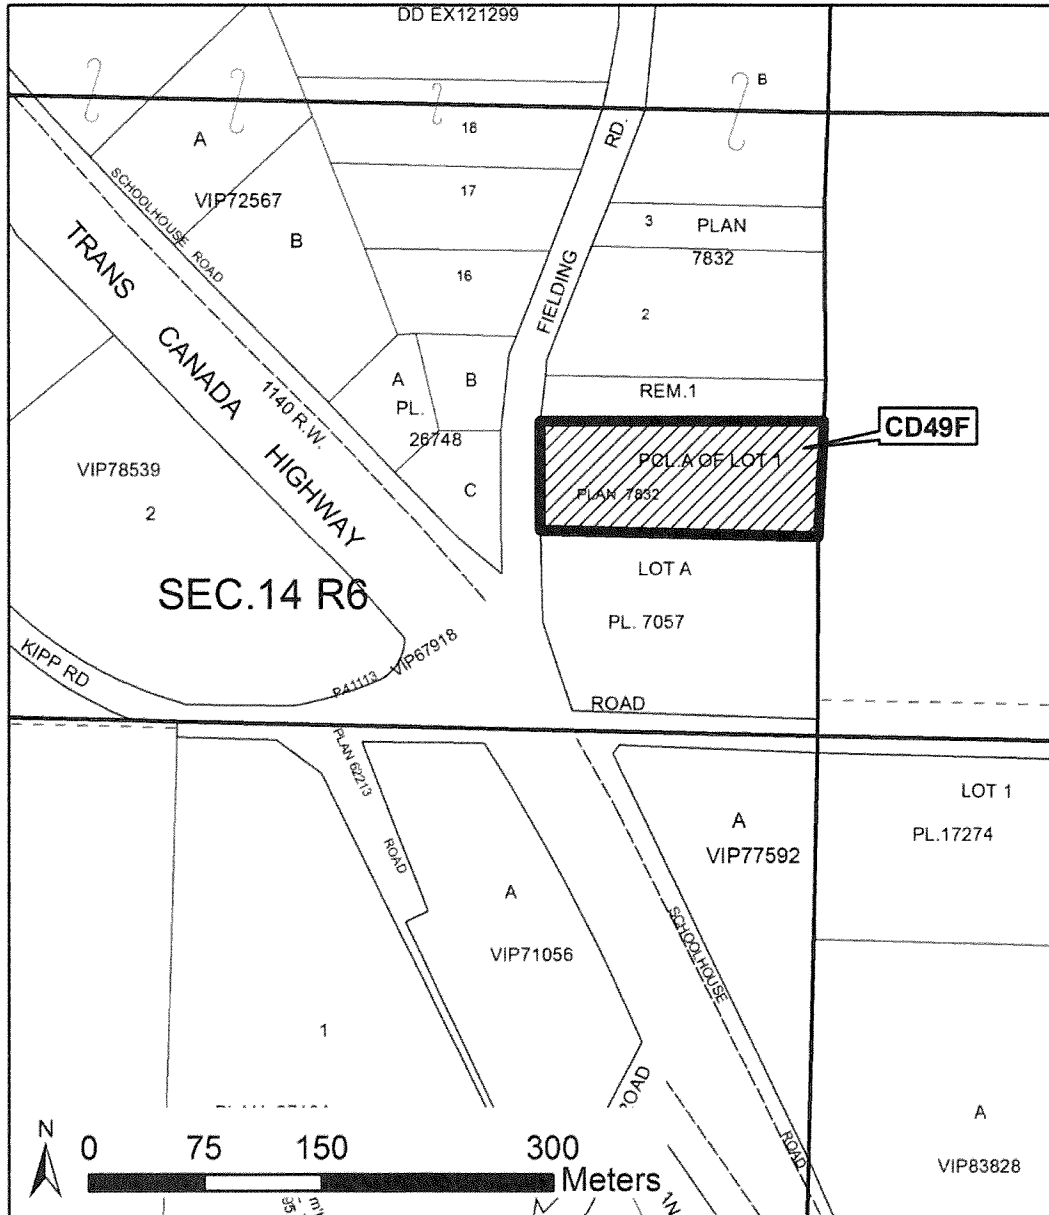 DD EX121299
B
18
A
RD.
SCHOOLHOUSE ROAD
VIP72567
17
B
3
PLAN
7832
TRANS CANADA HIGHWAY
16
FIELDING
2
1140 R.W.
A
B
PL.
26748
REM.1
CD49F
C
PCL.A OF LOT 1
PLAN 7832
VIP78539
2
LOT A
SEC.14 R6
PL. 7057
KIPP RD
P.41113
VIP67918
ROAD
PLAN 62213
ROAD
LOT 1
A
PL.17274
VIP77592
A
SCHOOLHOUSE
VIP71056
1
ROAD
A
ROAD
VIP83828
N
0 75 150 300
Meters